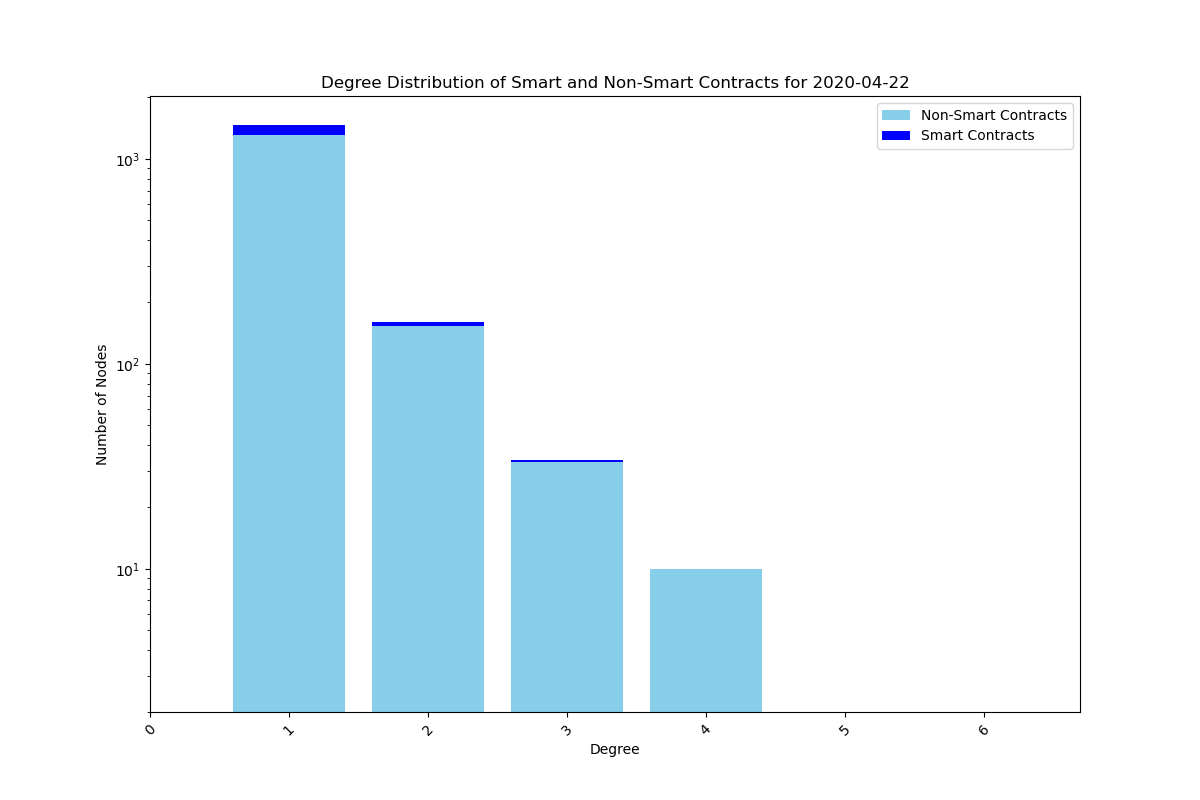 Degree Distribution of Smart and Non-Smart Contracts for 2020-04-22
Non-Smart Contracts
Smart Contracts
Number of Nodes
10³
10²
10¹
0 1 2 3 4 5 6
Degree